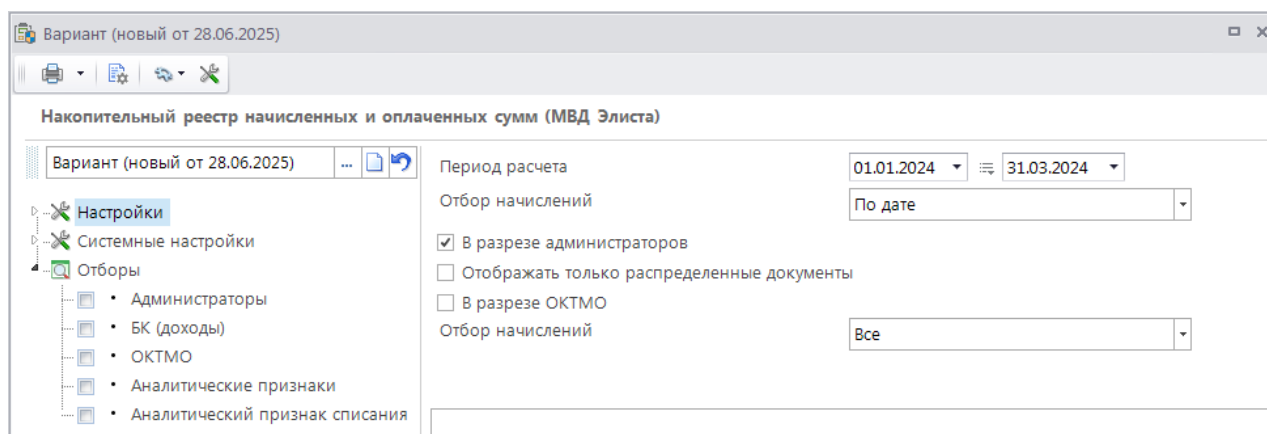 Вариант (новый от 28.06.2025)
Накопительный реестр начисленных и оплаченных сумм (МВД Элиста)
Вариант (новый от 28.06.2025) ...
Настройки
Системные настройки
Отборы
• Администраторы
• БК (доходы)
• ОКТМО
• Аналитические признаки
• Аналитический признак списания
Период расчета 01.01.2024 31.03.2024
Отбор начислений По дате
В разрезе администраторов
Отображать только распределенные документы
В разрезе ОКТМО
Отбор начислений Все